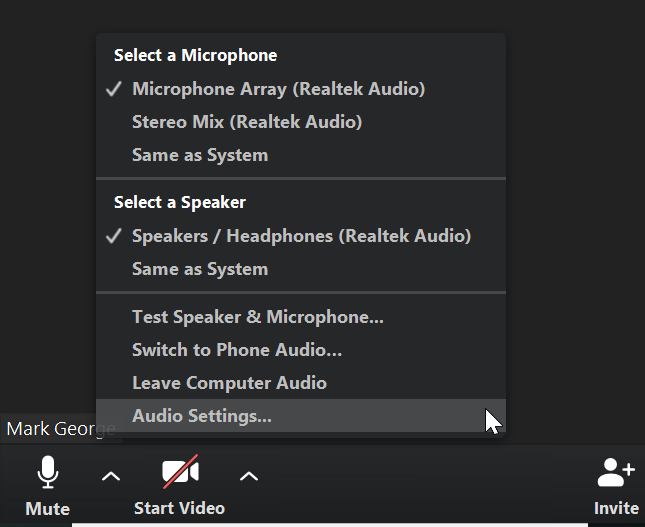 Select a Microphone
Microphone Array (Realtek Audio)
Stereo Mix (Realtek Audio)
Same as System
Select a Speaker
Speakers / Headphones (Realtek Audio)
Same as System
Test Speaker & Microphone...
Switch to Phone Audio...
Leave Computer Audio
Audio Settings...
Mark George
Mute
Start Video
Invite